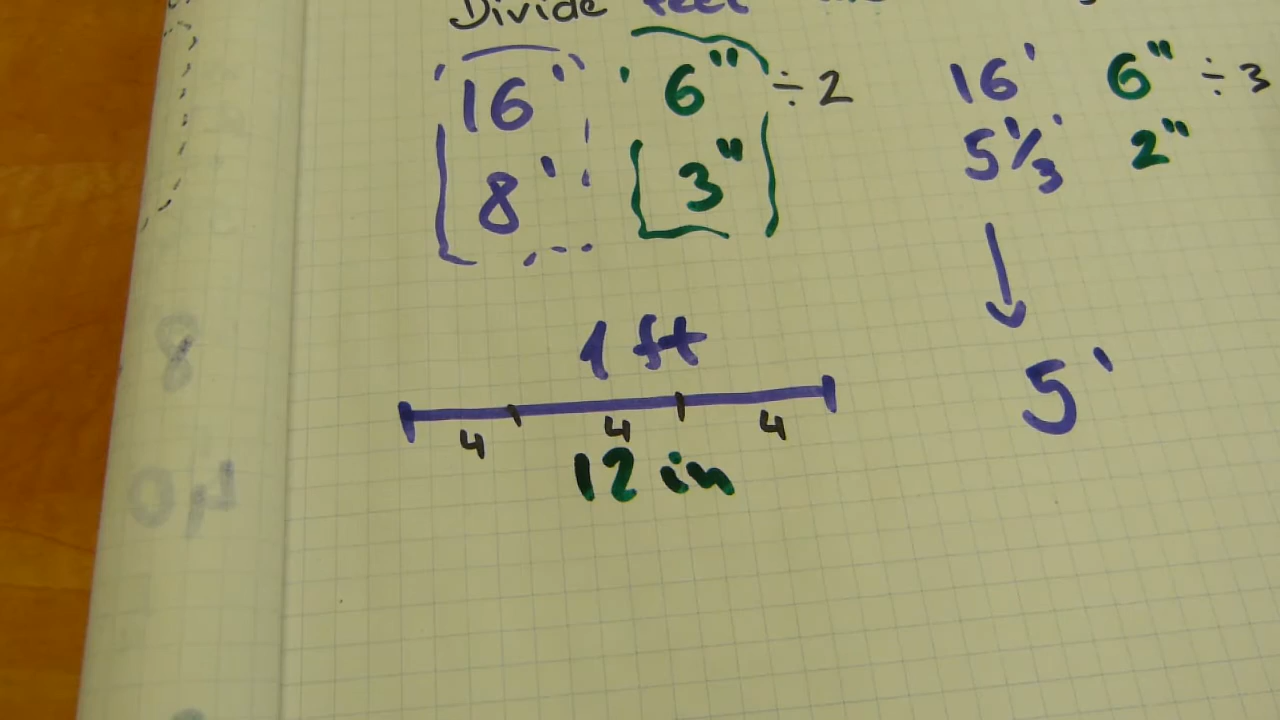 Divide feet
16' 6" ÷2
8' 3"
16' 6" ÷3
5⅓' 2"
5'
1 ft
4 4 4
12 in